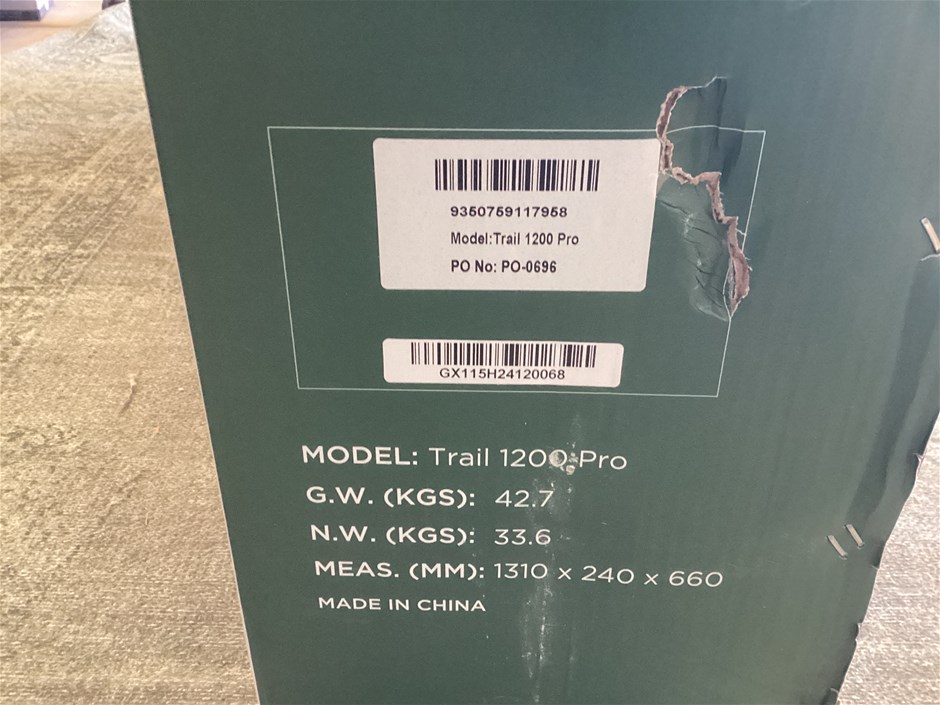 9350759117958
Model:Trail 1200 Pro
PO No: PO-0696
GX115H24120068
MODEL: Trail 1200 Pro
G.W. (KGS): 42.7
N.W. (KGS): 33.6
MEAS. (MM): 1310 x 240 x 660
MADE IN CHINA